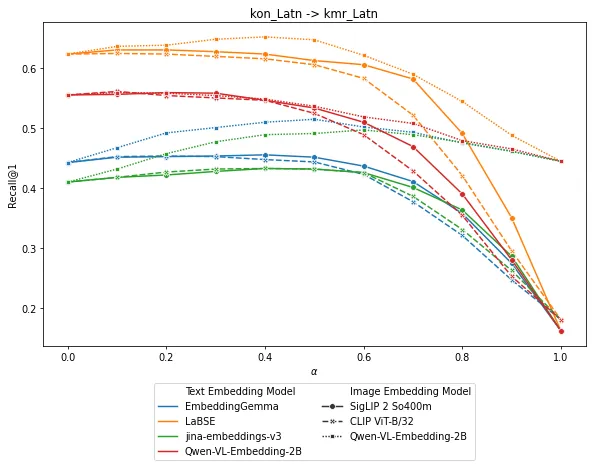 kon_Latn -> kmr_Latn
Recall@1
0.6
0.5
0.4
0.3
0.2
0.0 0.2 0.4 0.6 0.8 1.0
α
Text Embedding Model Image Embedding Model
EmbeddingGemma SigLIP 2 So400m
LaBSE CLIP ViT-B/32
jina-embeddings-v3 Qwen-VL-Embedding-2B
Qwen-VL-Embedding-2B